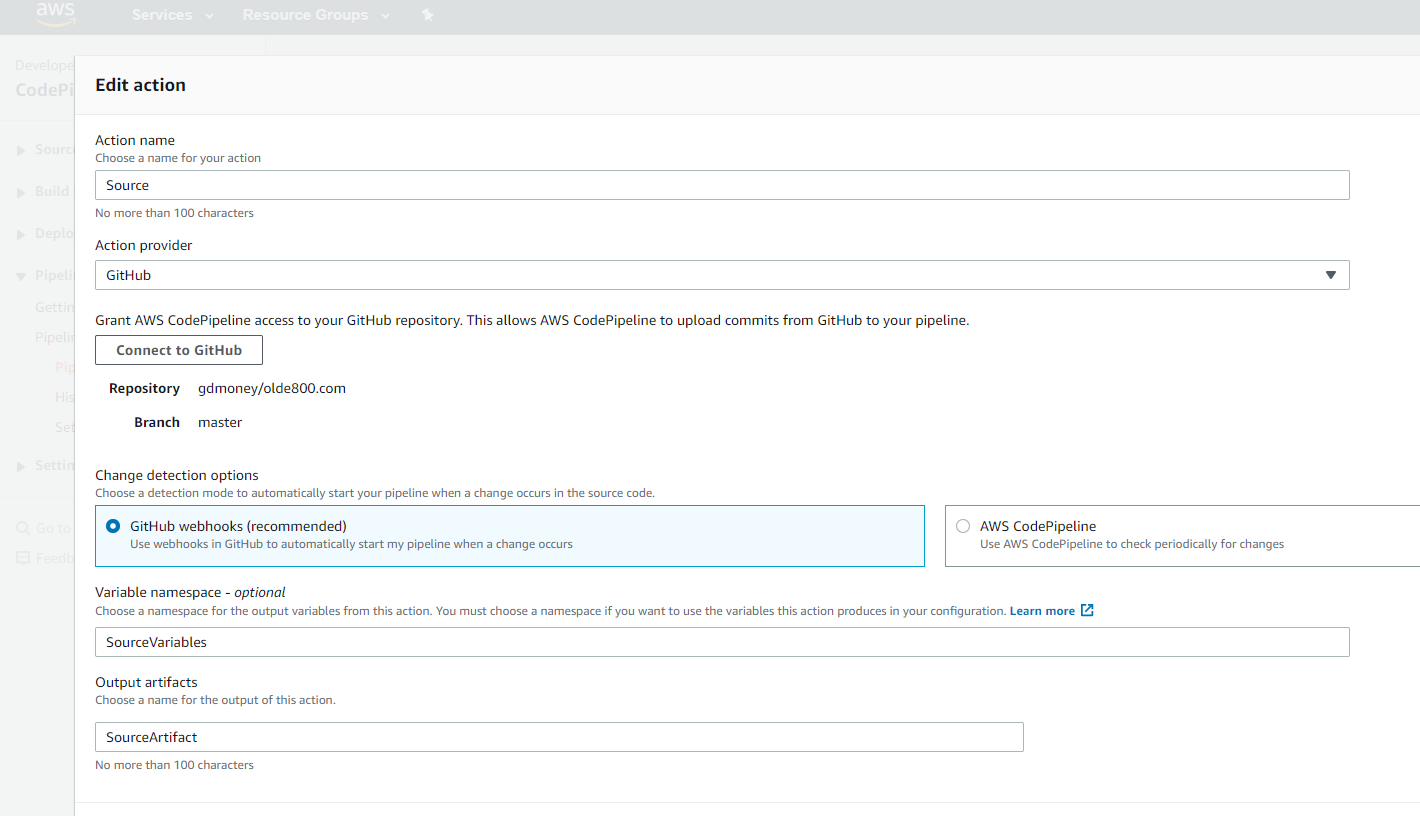 aws
Services
Resource Groups
Develope
CodePi
Sourc
Build
Deplo
Pipelin
Gettin
Pipelin
Pip
His
Set
Settin
Go to
Feedb
Edit action
Action name
Choose a name for your action
Source
No more than 100 characters
Action provider
GitHub
Grant AWS CodePipeline access to your GitHub repository. This allows AWS CodePipeline to upload commits from GitHub to your pipeline.
Connect to GitHub
Repository gdmoney/olde800.com
Branch master
Change detection options
Choose a detection mode to automatically start your pipeline when a change occurs in the source code.
GitHub webhooks (recommended)
Use webhooks in GitHub to automatically start my pipeline when a change occurs
AWS CodePipeline
Use AWS CodePipeline to check periodically for changes
Variable namespace - optional
Choose a namespace for the output variables from this action. You must choose a namespace if you want to use the variables this action produces in your configuration. Learn more
SourceVariables
Output artifacts
Choose a name for the output of this action.
SourceArtifact
No more than 100 characters